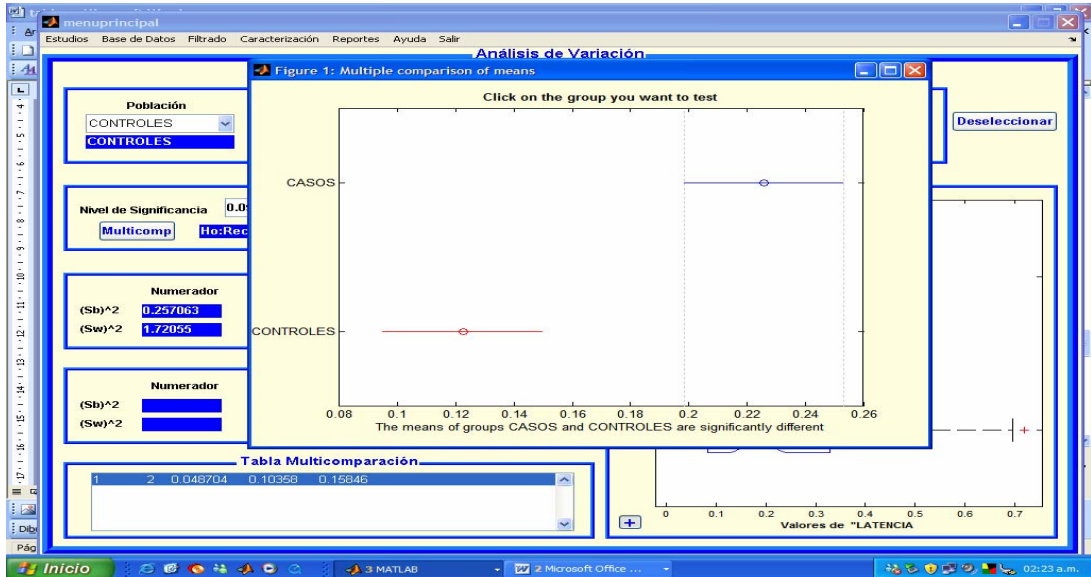 menuprincipal
Estudios Base de Datos Filtrado Caracterización Reportes Ayuda Salir
Análisis de Variación
Figure 1: Multiple comparison of means
Click on the group you want to test
Población
CONTROLES
CONTROLES
Deseleccionar
CASOS
Nivel de Significancia
Multicomp
Numerador
(Sb)^2 0.257063
(Sw)^2 1.72055
CONTROLES
Numerador
(Sb)^2
(Sw)^2
0.08 0.1 0.12 0.14 0.16 0.18 0.2 0.22 0.24 0.26
The means of groups CASOS and CONTROLES are significantly different
Tabla Multicomparación
1 2 0.048704 0.10358 0.15846
+
0 0.1 0.2 0.3 0.4 0.5 0.6 0.7
Valores de "LATENCIA
Inicio
3 MATLAB
2 Microsoft Office ...
02:23 a.m.